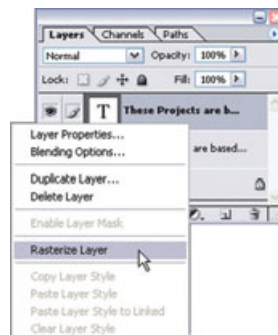 Layers Channels Paths
Normal Opacity: 100%
Lock: Fill: 100%
T These Projects are b...
are based...
Layer Properties...
Blending Options...
Duplicate Layer...
Delete Layer
Enable Layer Mask
Rasterize Layer
Copy Layer Style
Paste Layer Style
Paste Layer Style to Linked
Clear Layer Style